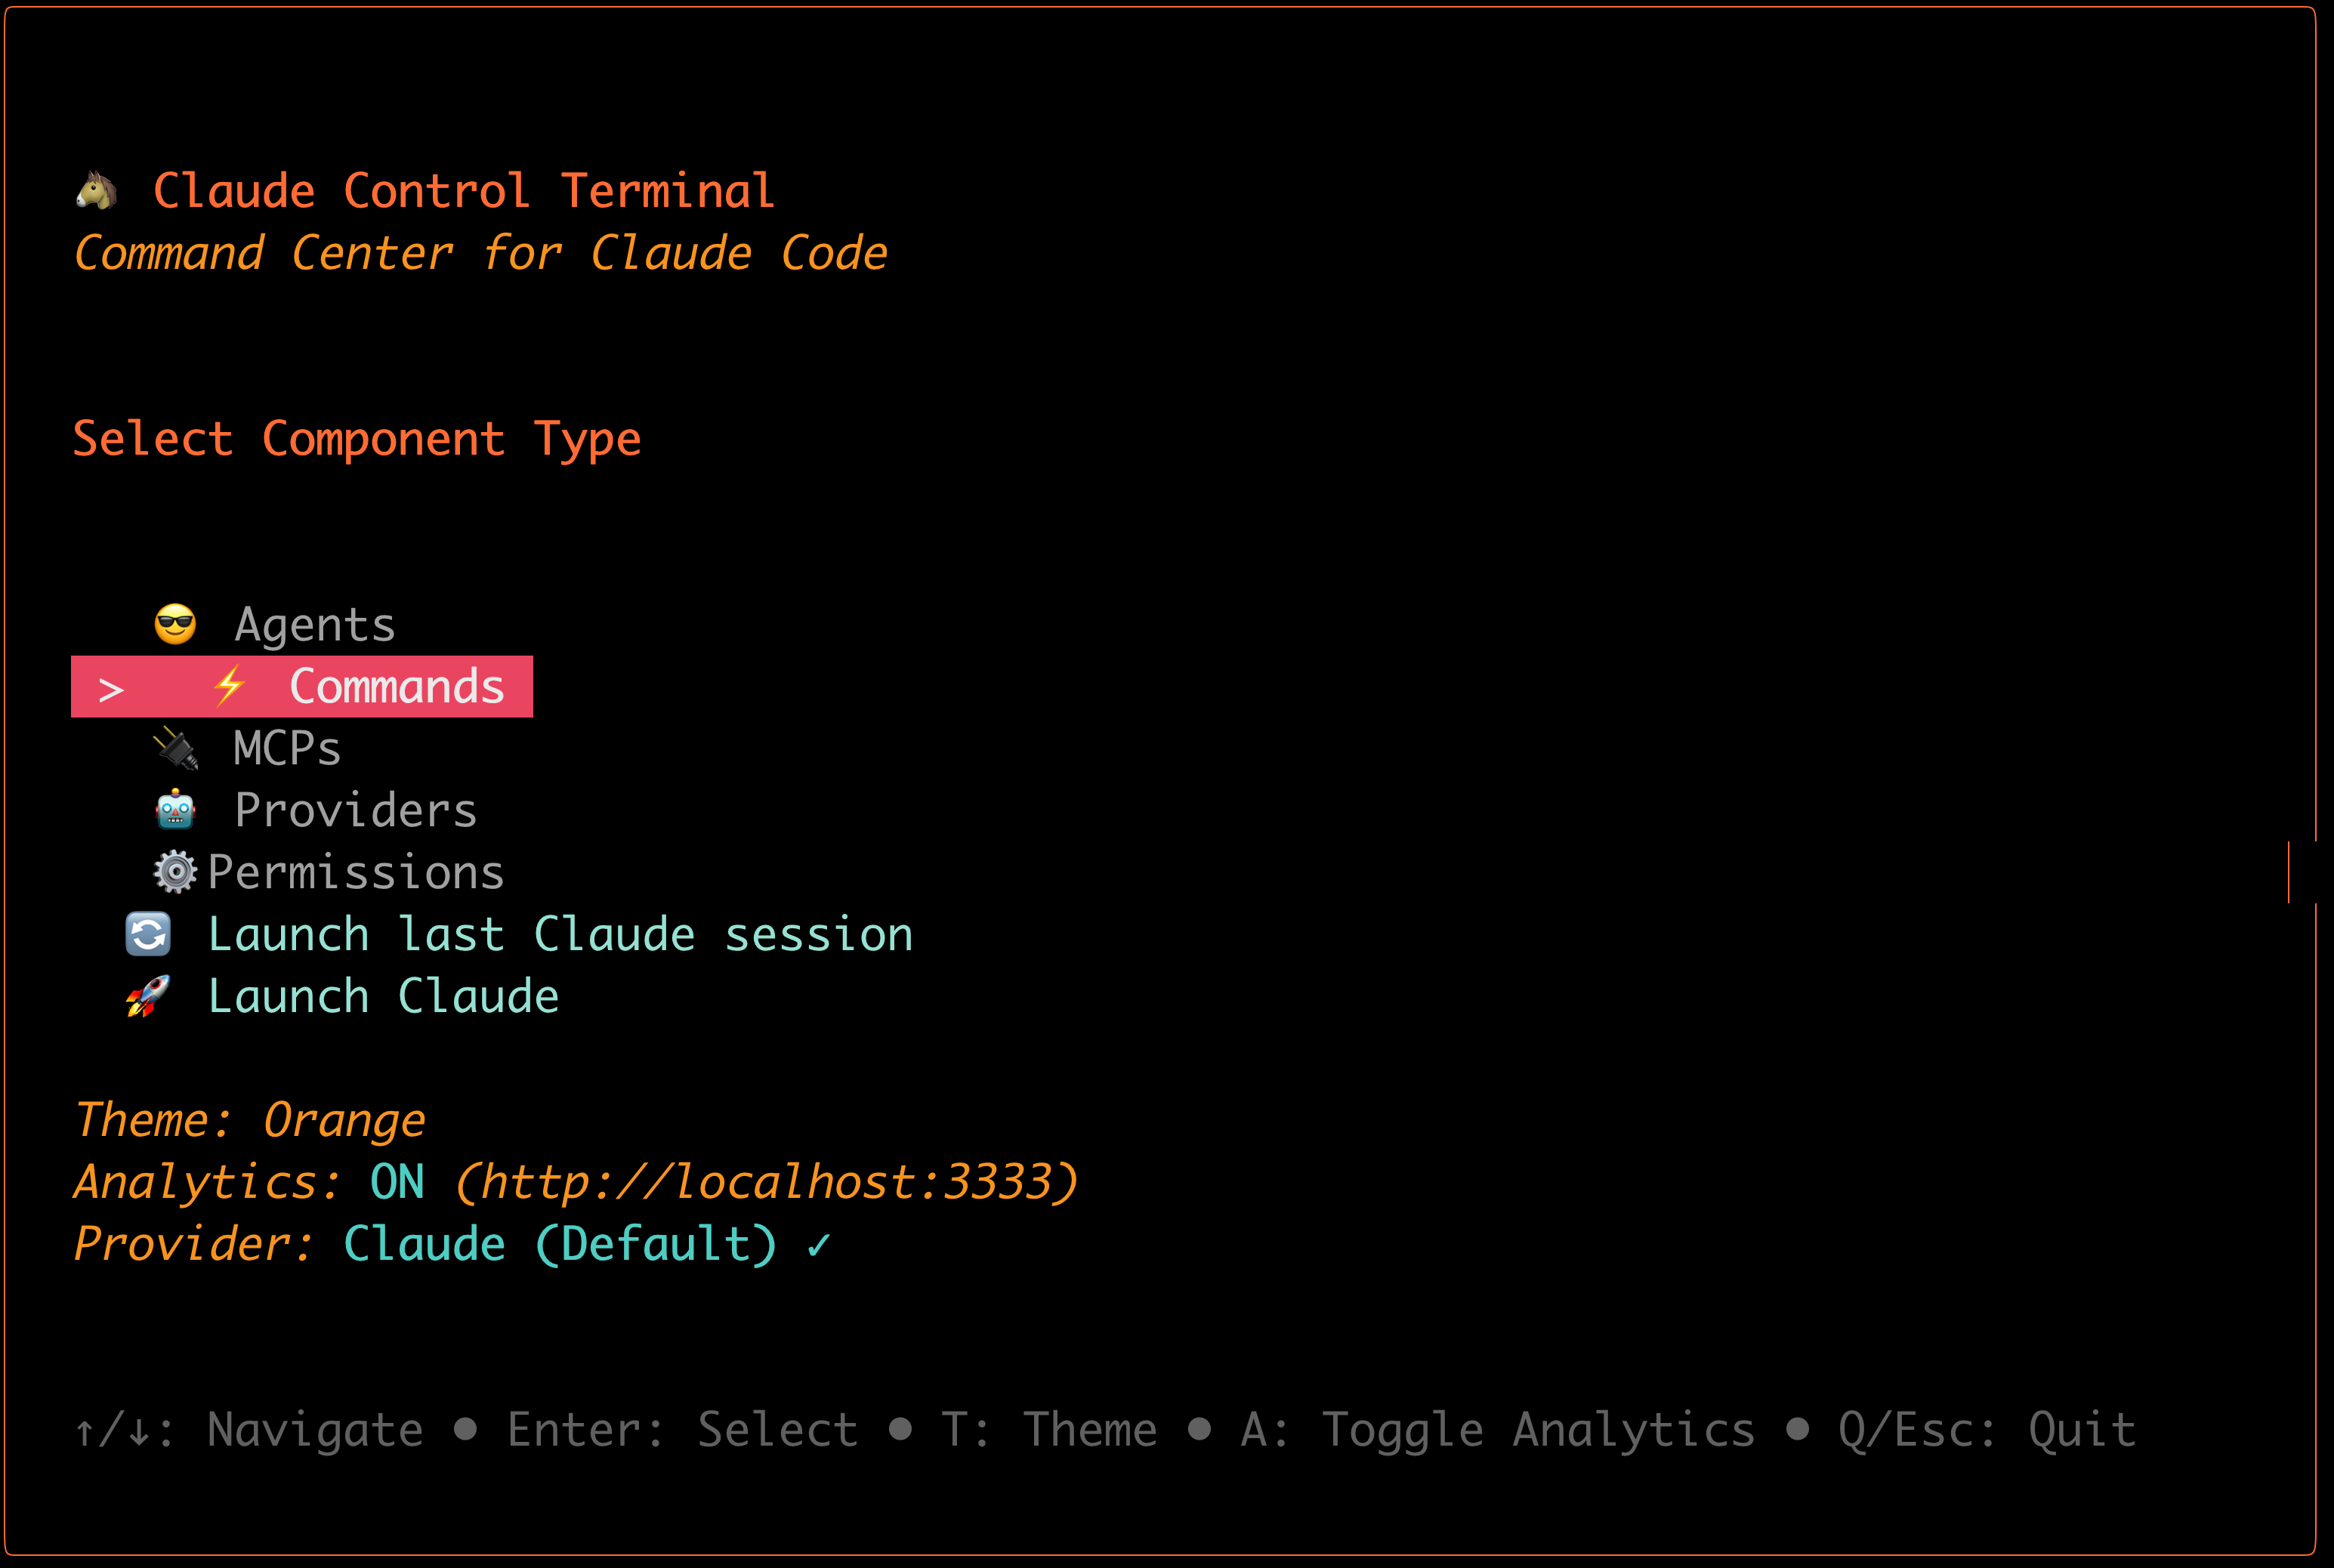 🐴 Claude Control Terminal
Command Center for Claude Code
Select Component Type
😎 Agents
> ⚡ Commands
🔌 MCPs
🤖 Providers
⚙️Permissions
🔄 Launch last Claude session
🚀 Launch Claude
Theme: Orange
Analytics: ON (http://localhost:3333)
Provider: Claude (Default) ✓
↑/↓: Navigate • Enter: Select • T: Theme • A: Toggle Analytics • Q/Esc: Quit